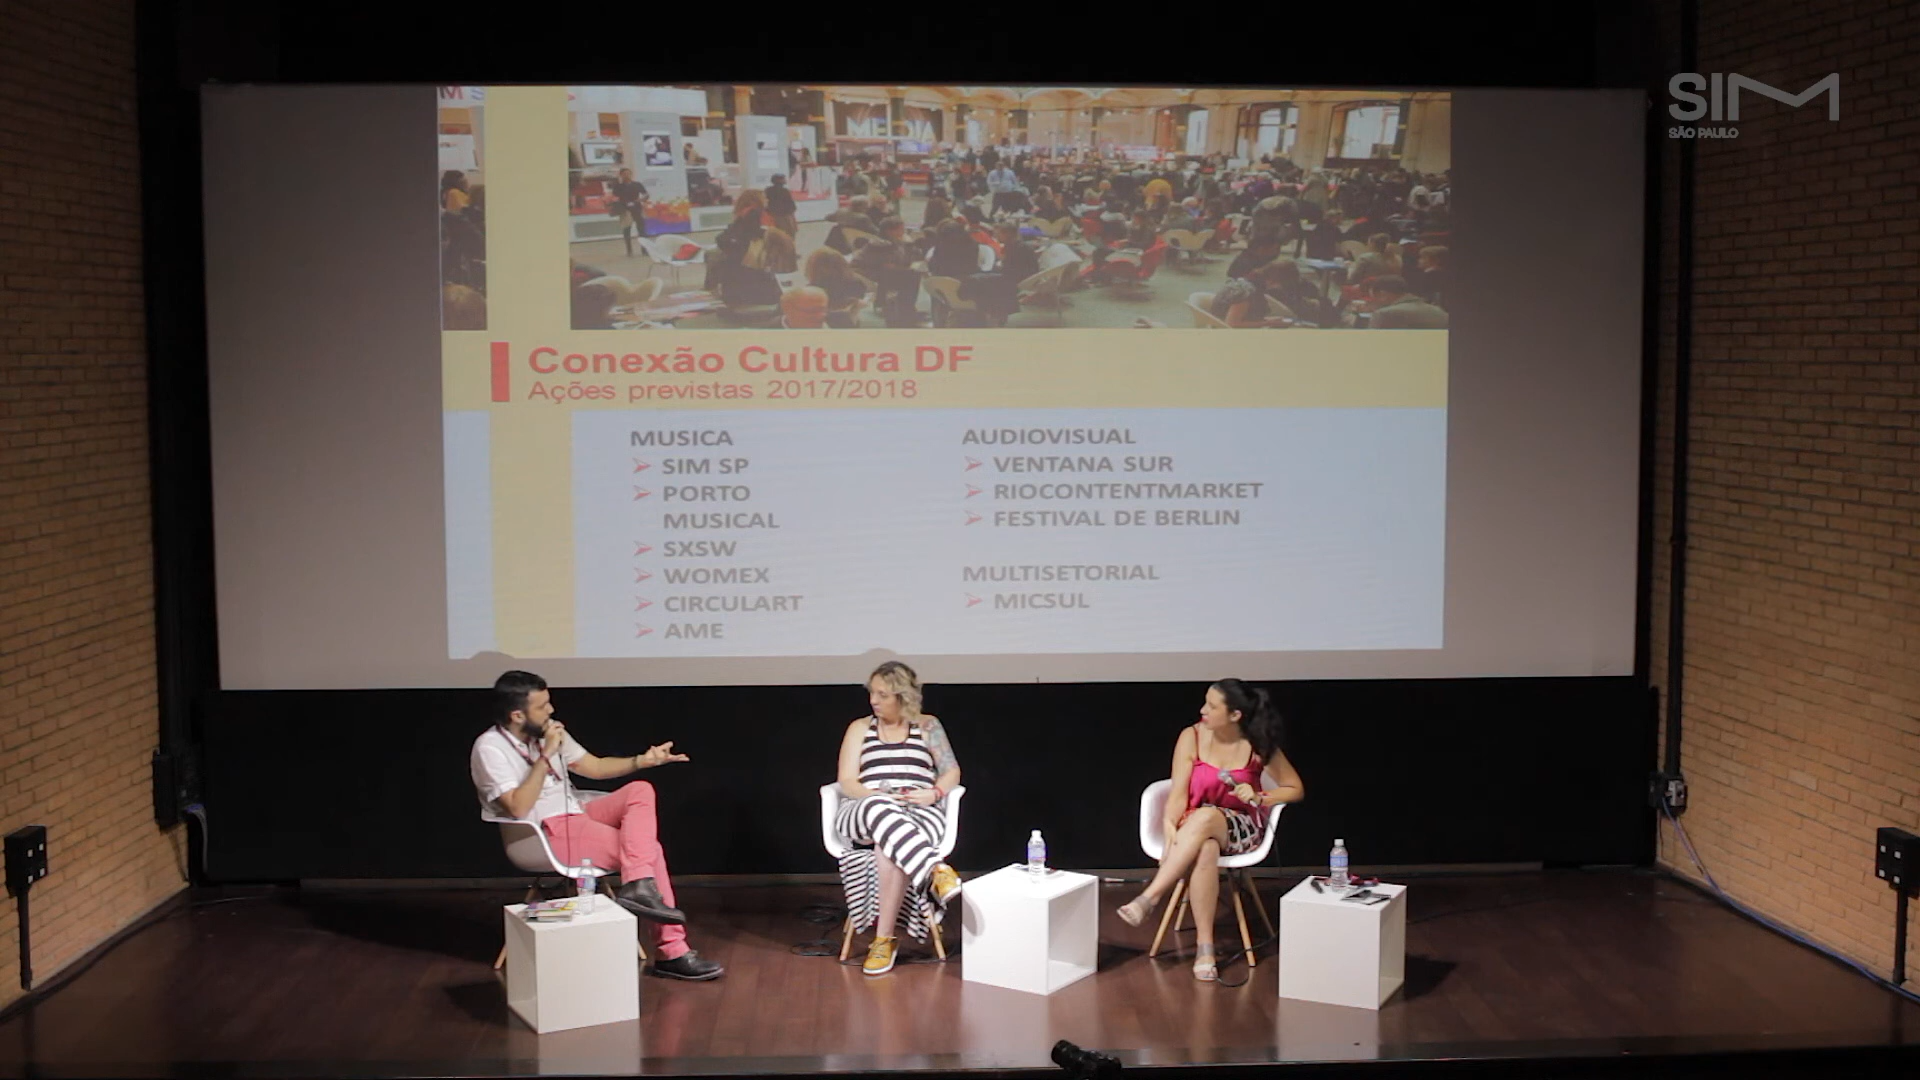 SIM
SÃO PAULO
MEDIA
Conexão Cultura DF
Ações previstas 2017/2018
MUSICA
SIM SP
PORTO
MUSICAL
SXSW
WOMEX
CIRCULART
AME
AUDIOVISUAL
VENTANA SUR
RIOCONTENTMARKET
FESTIVAL DE BERLIN
MULTISETORIAL
MICSUL